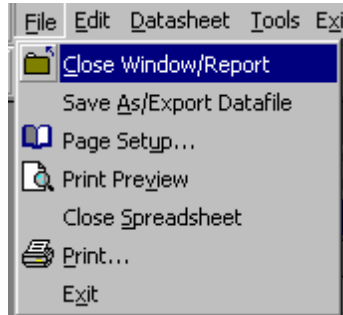 File Edit Datasheet Tools Exi
Close Window/Report
Save As/Export Datafile
Page Setup...
Print Preview
Close Spreadsheet
Print...
Exit